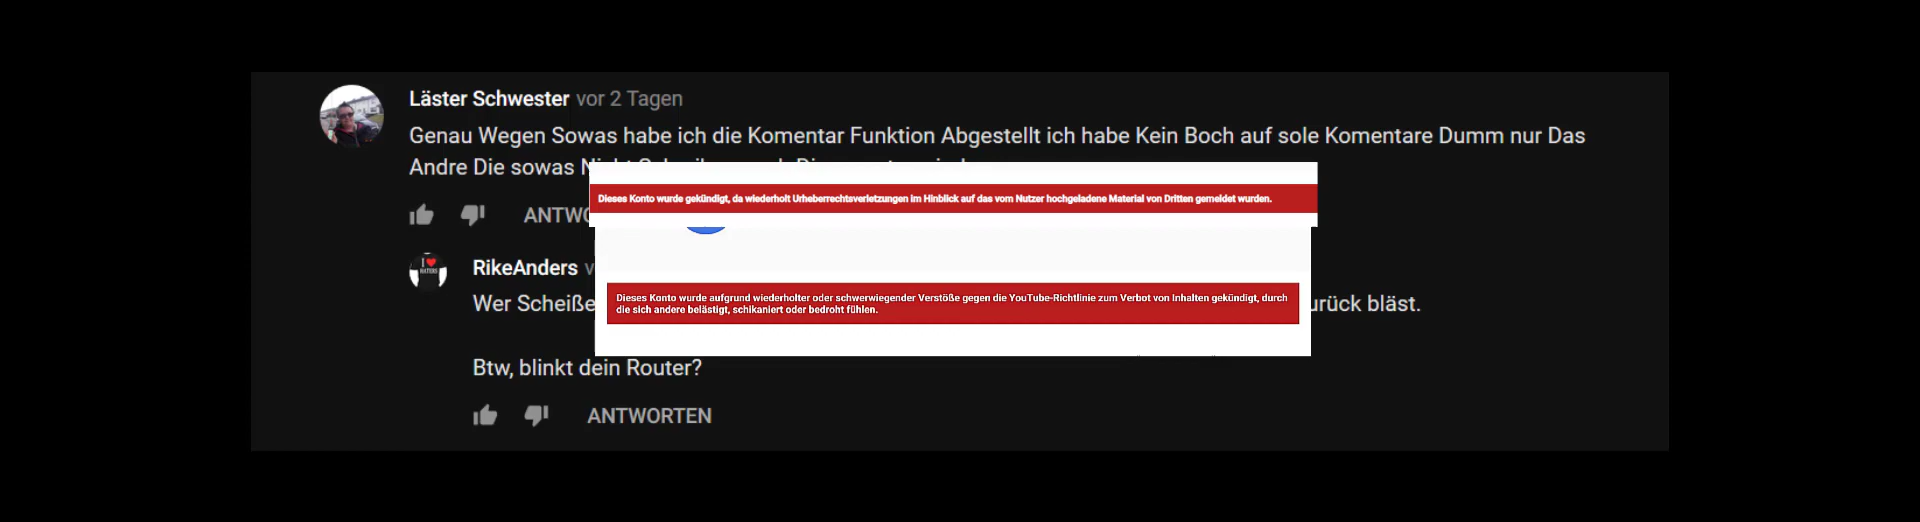 Läster Schwester vor 2 Tagen
Genau Wegen Sowas habe ich die Komentar Funktion Abgestellt ich habe Kein Boch auf sole Komentare Dumm nur Das
Andre Die sowas
Dieses Konto wurde gekündigt, da wiederholt Urheberrechtsverletzungen im Hinblick auf das vom Nutzer hochgeladene Material von Dritten gemeldet wurden.
ANTWO
RikeAnders v
Wer Scheiße
Dieses Konto wurde aufgrund wiederholter oder schwerwiegender Verstöße gegen die YouTube-Richtlinie zum Verbot von Inhalten gekündigt, durch
die sich andere belästigt, schikaniert oder bedroht fühlen.
urück bläst.
Btw, blinkt dein Router?
ANTWORTEN
I
HATERS